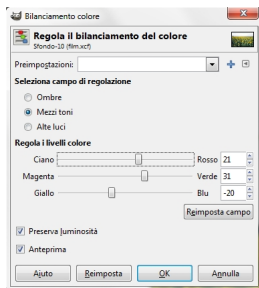 Bilanciamento colore
Regola il bilanciamento del colore
Sfondo-10 (film.xcf)
Preimpostazioni:
Seleziona campo di regolazione
Ombre
Mezzi toni
Alte luci
Regola i livelli colore
Ciano Rosso 21
Magenta Verde 31
Giallo Blu -20
Reimposta campo
Preserva luminosità
Anteprima
Aiuto Reimposta OK Annulla